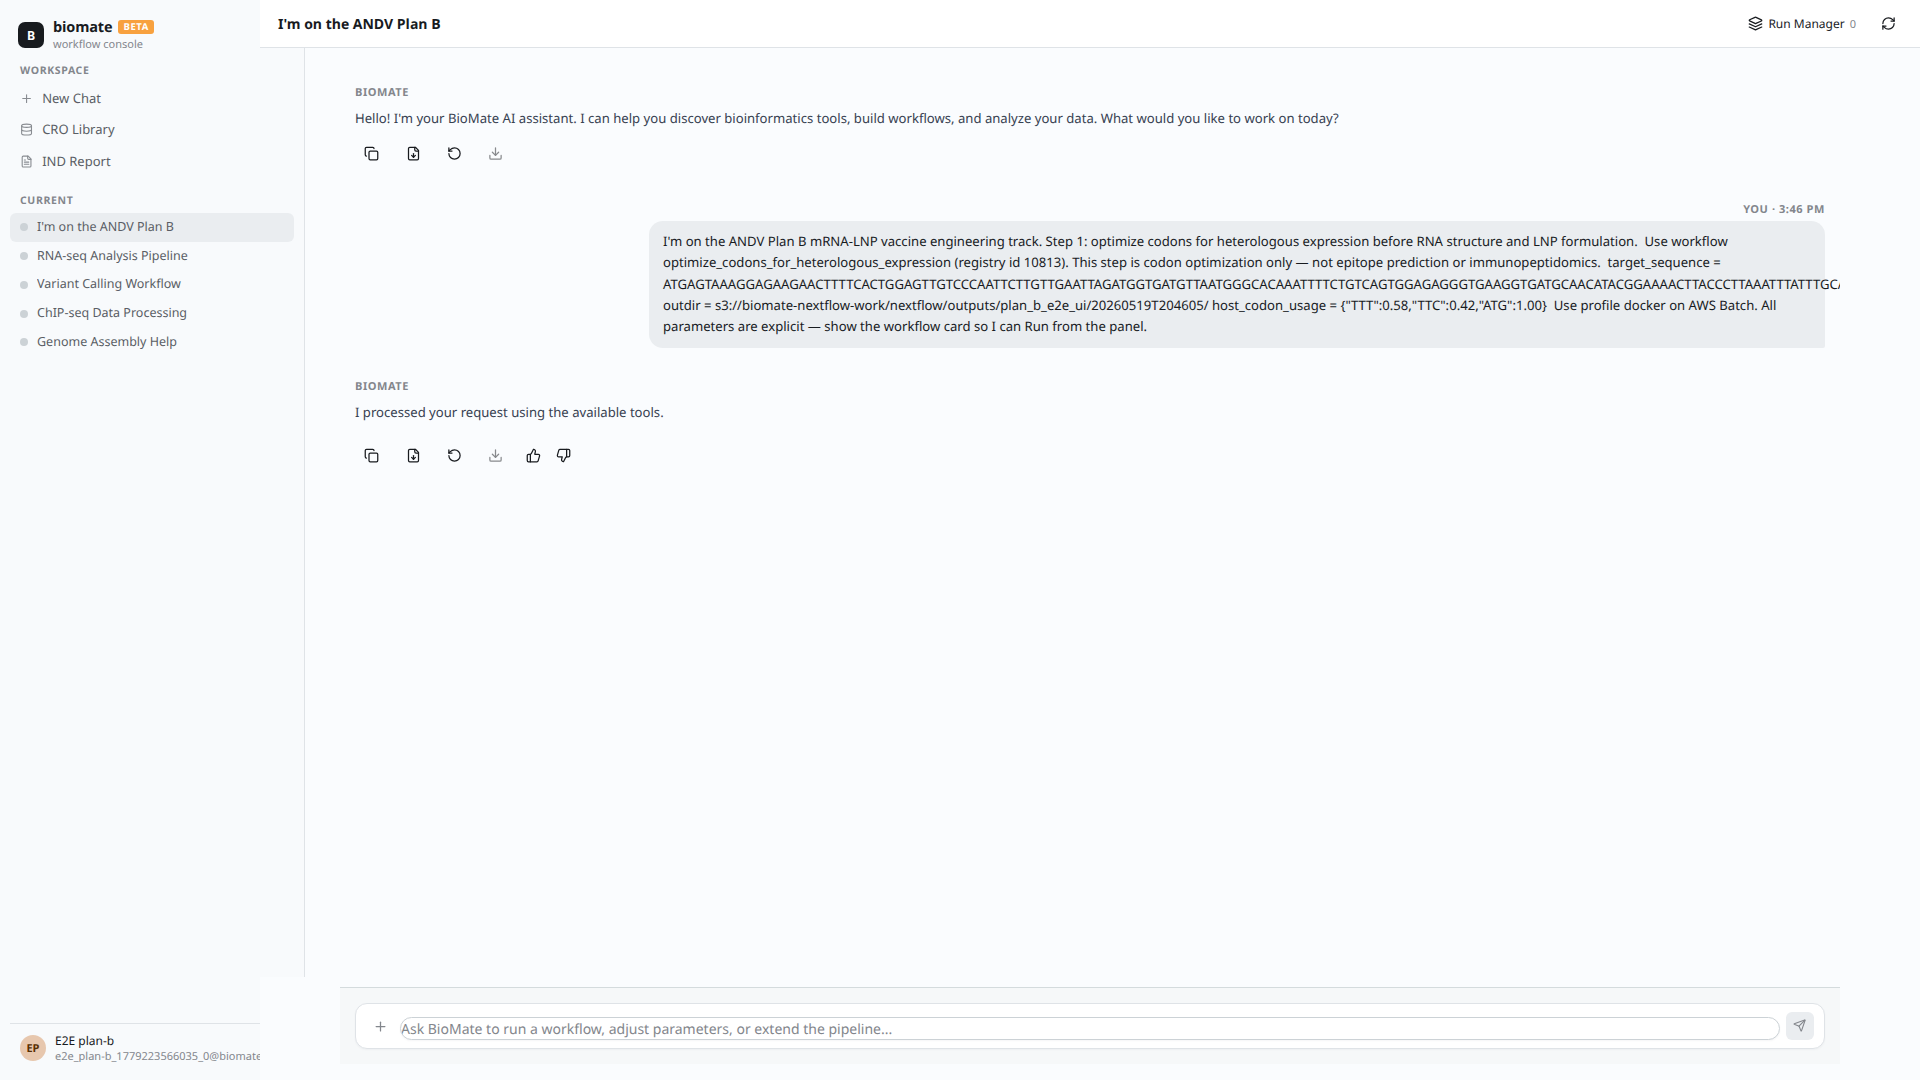 B
biomate BETA
workflow console
WORKSPACE
New Chat
CRO Library
IND Report
CURRENT
I'm on the ANDV Plan B
RNA-seq Analysis Pipeline
Variant Calling Workflow
ChIP-seq Data Processing
Genome Assembly Help
EP
E2E plan-b
e2e_plan-b_1779223566035_0@biomate
I'm on the ANDV Plan B
Run Manager 0
BIOMATE
Hello! I'm your BioMate AI assistant. I can help you discover bioinformatics tools, build workflows, and analyze your data. What would you like to work on today?
YOU · 3:46 PM
I'm on the ANDV Plan B mRNA-LNP vaccine engineering track. Step 1: optimize codons for heterologous expression before RNA structure and LNP formulation. Use workflow
optimize_codons_for_heterologous_expression (registry id 10813). This step is codon optimization only — not epitope prediction or immunopeptidomics. target_sequence =
ATGAGTAAAGGAGAAGAACTTTTCACTGGAGTTGTCCCAATTCTTGTTGAATTAGATGGTGATGTTAATGGGCACAAATTTTCTGTCAGTGGAGAGGGTGAAGGTGATGCAACATACGGAAAACTTACCCTTAAATTTATTTGCA
outdir = s3://biomate-nextflow-work/nextflow/outputs/plan_b_e2e_ui/20260519T204605/ host_codon_usage = {"TTT":0.58,"TTC":0.42,"ATG":1.00} Use profile docker on AWS Batch. All
parameters are explicit — show the workflow card so I can Run from the panel.
BIOMATE
I processed your request using the available tools.
Ask BioMate to run a workflow, adjust parameters, or extend the pipeline...